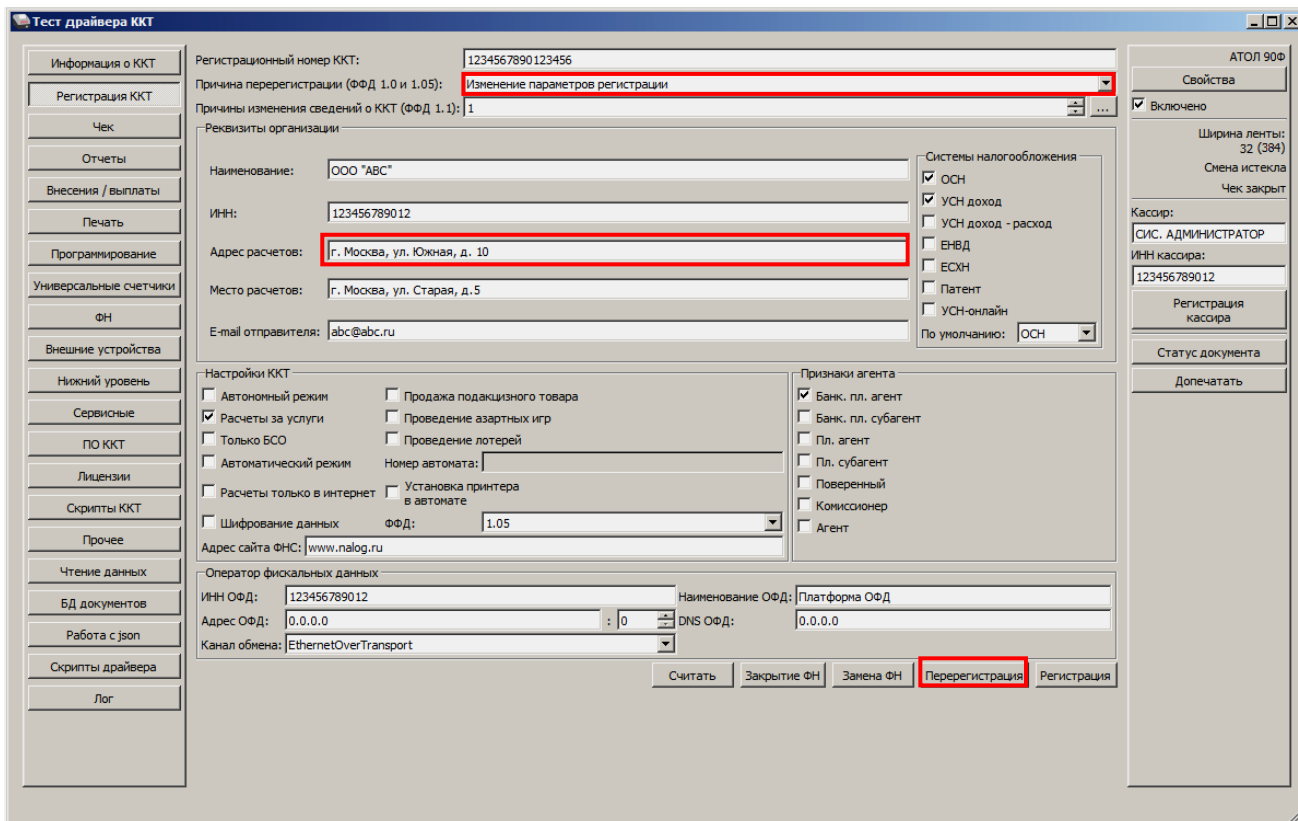 Тест драйвера ККТ
Информация о ККТ
Регистрация ККТ
Чек
Отчеты
Внесения / выплаты
Печать
Программирование
Универсальные счетчики
ФН
Внешние устройства
Нижний уровень
Сервисные
ПО ККТ
Лицензии
Скрипты ККТ
Прочее
Чтение данных
БД документов
Работа с json
Скрипты драйвера
Лог
Регистрационный номер ККТ: 1234567890123456
Причина перерегистрации (ФФД 1.0 и 1.05): Изменение параметров регистрации
Причины изменения сведений о ККТ (ФФД 1.1): 1 ...
Реквизиты организации
Наименование: ООО "АВС"
ИНН: 123456789012
Адрес расчетов: г. Москва, ул. Южная, д. 10
Место расчетов: г. Москва, ул. Старая, д.5
E-mail отправителя: abc@abc.ru
Системы налогообложения
ОСН
УСН доход
УСН доход - расход
ЕНВД
ЕСХН
Патент
УСН-онлайн
По умолчанию: ОСН
Настройки ККТ
Автономный режим Продажа подакцизного товара
Расчеты за услуги Проведение азартных игр
Только БСО Проведение лотерей
Автоматический режим Номер автомата:
Расчеты только в интернет Установка принтера
в автомате
Шифрование данных ФФД: 1.05
Адрес сайта ФНС: www.nalog.ru
Признаки агента
Банк. пл. агент
Банк. пл. субагент
Пл. агент
Пл. субагент
Поверенный
Комиссионер
Агент
Оператор фискальных данных
ИНН ОФД: 123456789012 Наименование ОФД: Платформа ОФД
Адрес ОФД: 0.0.0.0 : 0 DNS ОФД: 0.0.0.0
Канал обмена: EthernetOverTransport
Считать Закрытие ФН Замена ФН Перерегистрация Регистрация
АТОЛ 90Ф
Свойства
Включено
Ширина ленты:
32 (384)
Смена истекла
Чек закрыт
Кассир:
СИС. АДМИНИСТРАТОР
ИНН кассира:
123456789012
Регистрация
кассира
Статус документа
Допечатать